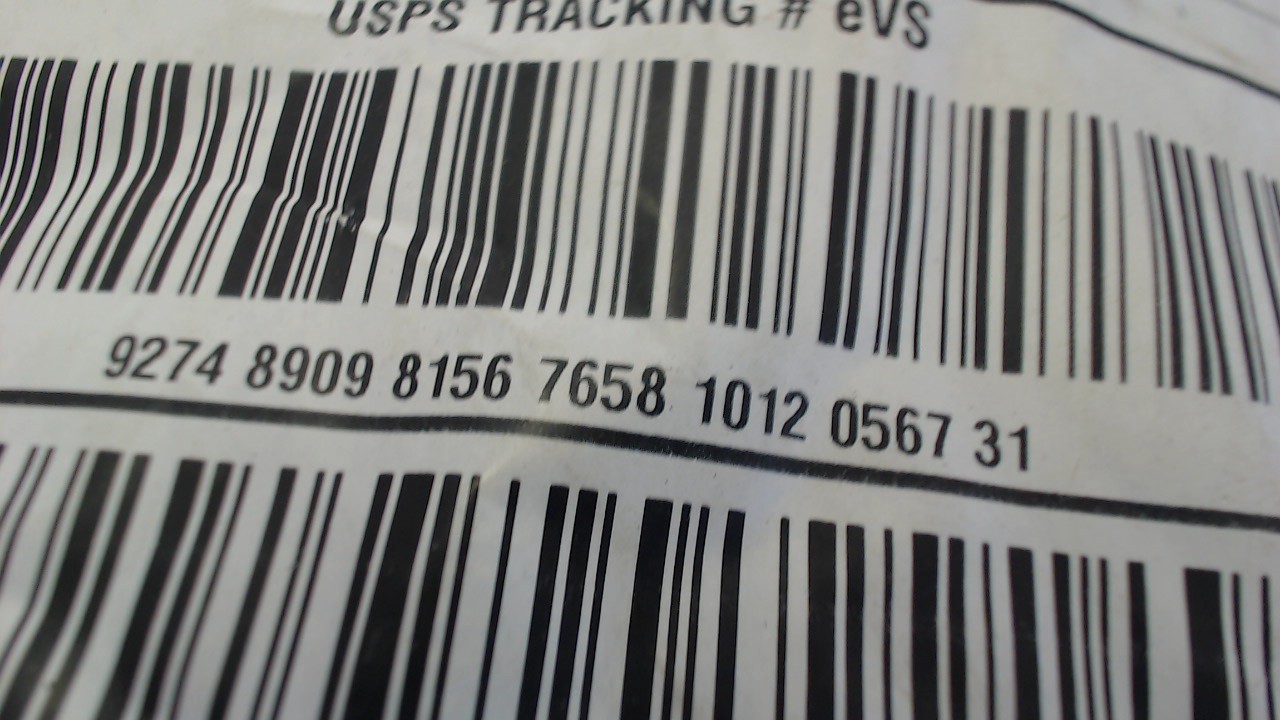 USPS TRACKING # eVS
9274 8909 8156 7658 1012 0567 31